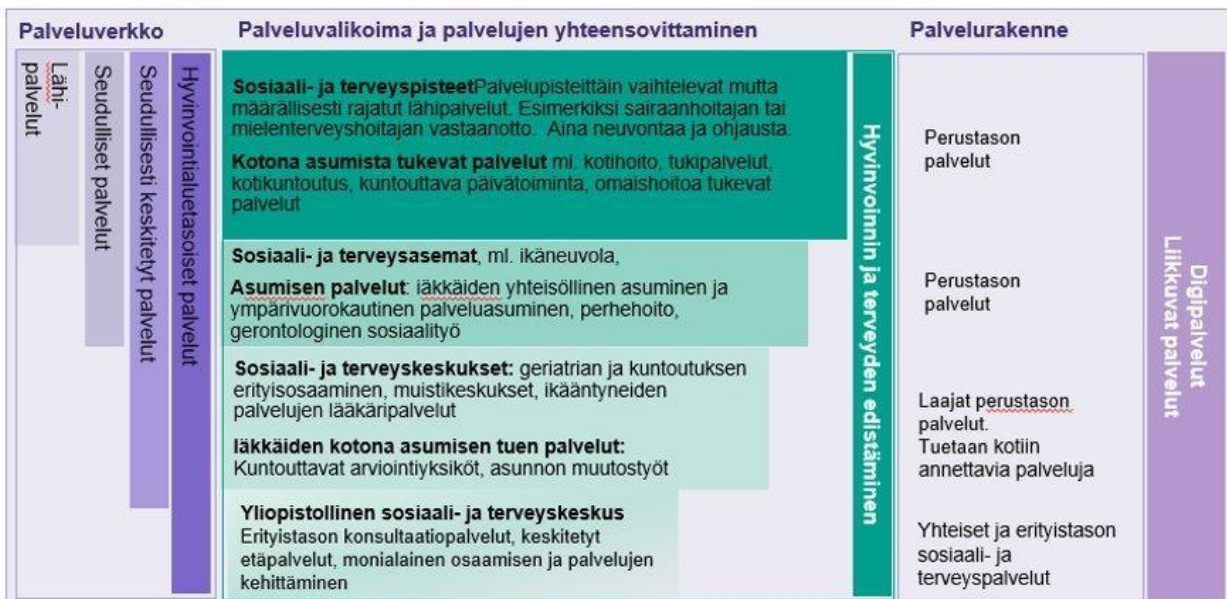 Palveluverkko
Palveluvalikoima ja palvelujen yhteensovittaminen
Palvelurakenne
Lähi-
palvelut
Seudulliset palvelut
Seudullisesti keskitetyt palvelut
Hyvinvointialuetasoiset palvelut
Sosiaali- ja terveyspisteetPalvelupisteittäin vaihtelevat mutta
määrällisesti rajatut lähipalvelut. Esimerkiksi sairaanhoitajan tai
mielenterveyshoitajan vastaanotto. Aina neuvontaa ja ohjausta.
Kotona asumista tukevat palvelut ml. kotihoito, tukipalvelut,
kotikuntoutus, kuntouttava päivätoiminta, omaishoitoa tukevat
palvelut
Sosiaali- ja terveysasemat, ml. ikäneuvola,
Asumisen palvelut: iäkkäiden yhteisöllinen asuminen ja
ympärivuorokautinen palveluasuminen, perhehoito,
gerontologinen sosiaalityö
Sosiaali- ja terveyskeskukset: geriatrian ja kuntoutuksen
erityisosaaminen, muistikeskukset, ikääntyneiden
palvelujen lääkäripalvelut
Iäkkäiden kotona asumisen tuen palvelut:
Kuntouttavat arviointiyksiköt, asunnon muutostyöt
Yliopistollinen sosiaali- ja terveyskeskus
Erityistason konsultaatiopalvelut, keskitetyt
etäpalvelut, monialainen osaamisen ja palvelujen
kehittäminen
Hyvinvoinnin ja terveyden edistäminen
Perustason
palvelut
Perustason
palvelut
Laajat perustason
palvelut.
Tuetaan kotiin
annettavia palveluja
Yhteiset ja erityistason
sosiaali- ja
terveyspalvelut
Digipalvelut
Liikkuvat palvelut